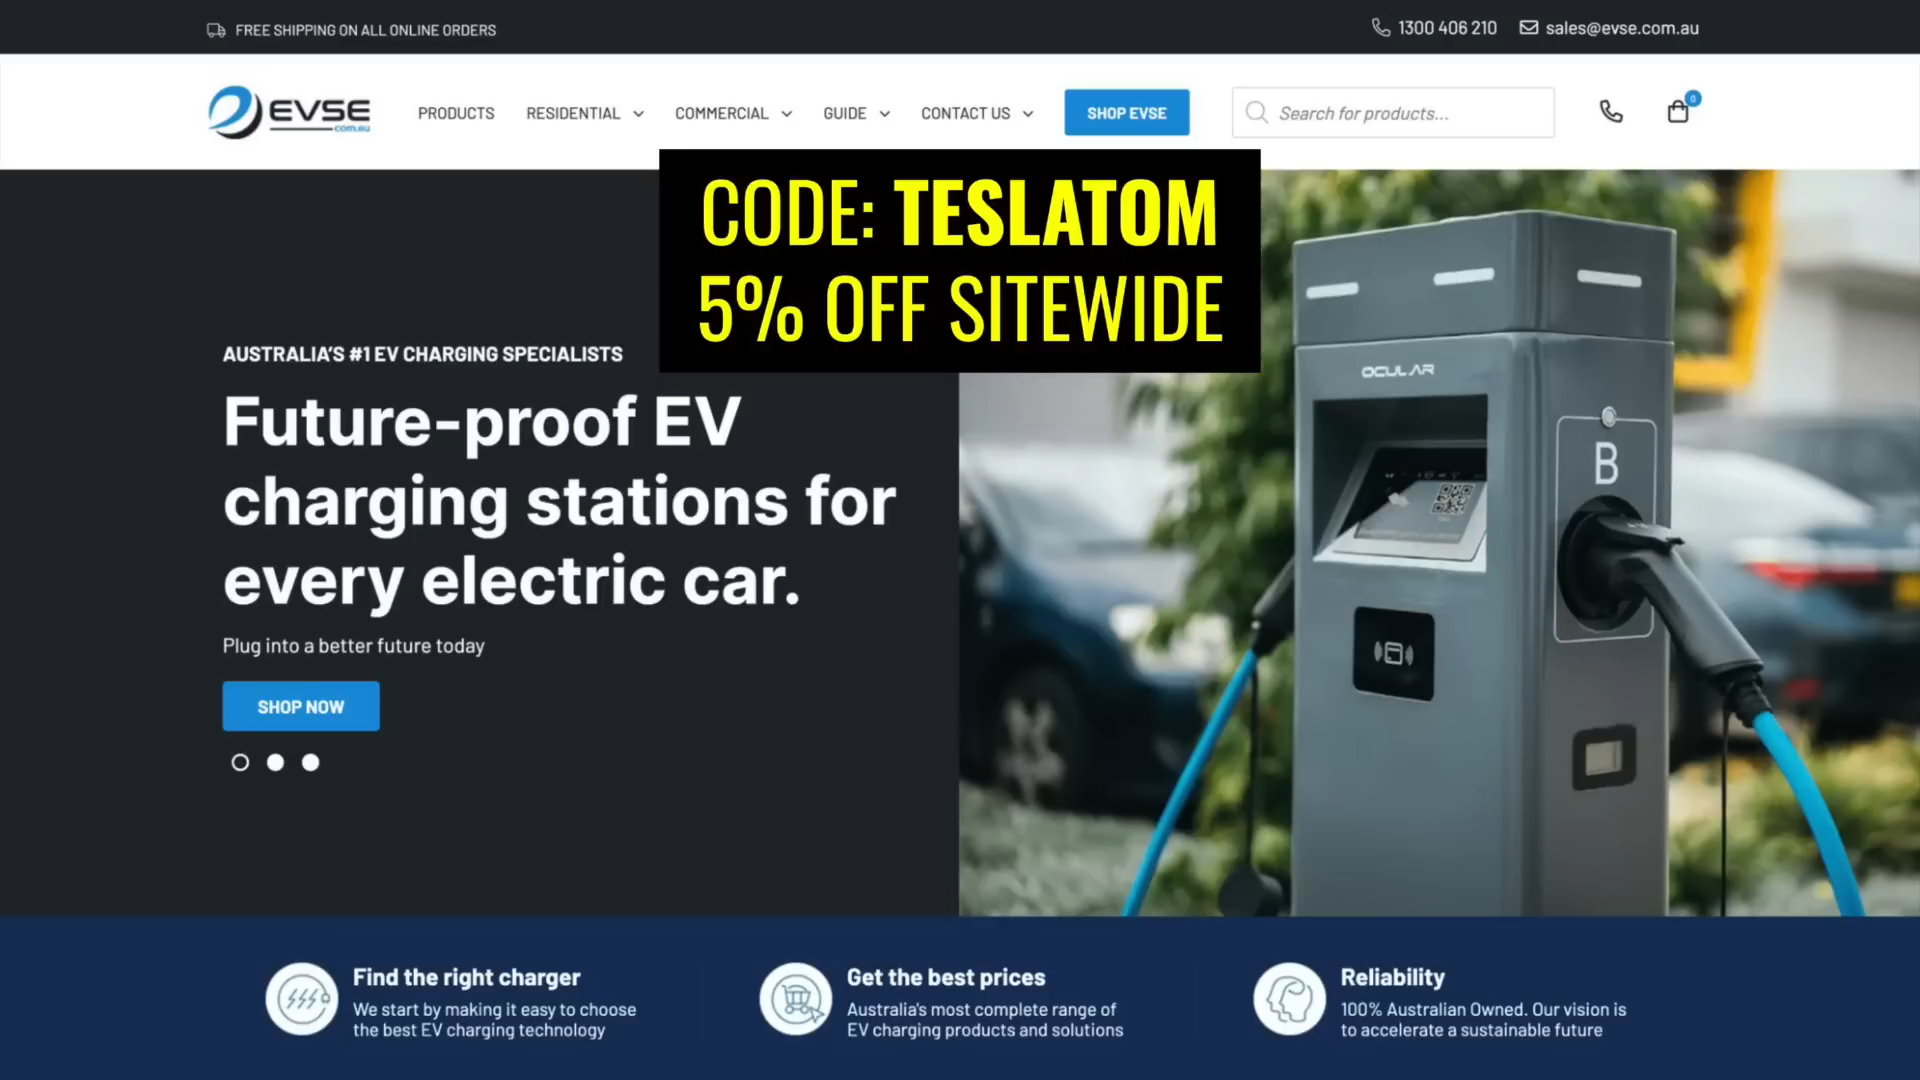 FREE SHIPPING ON ALL ONLINE ORDERS
1300 406 210
sales@evse.com.au
EVSE
.COM.AU
PRODUCTS
RESIDENTIAL
COMMERCIAL
GUIDE
CONTACT US
SHOP EVSE
Search for products...
0
CODE: TESLATOM
5% OFF SITEWIDE
AUSTRALIA'S #1 EV CHARGING SPECIALISTS
Future-proof EV
charging stations for
every electric car.
Plug into a better future today
SHOP NOW
OCULAR
B
Find the right charger
We start by making it easy to choose
the best EV charging technology
Get the best prices
Australia's most complete range of
EV charging products and solutions
Reliability
100% Australian Owned. Our vision is
to accelerate a sustainable future